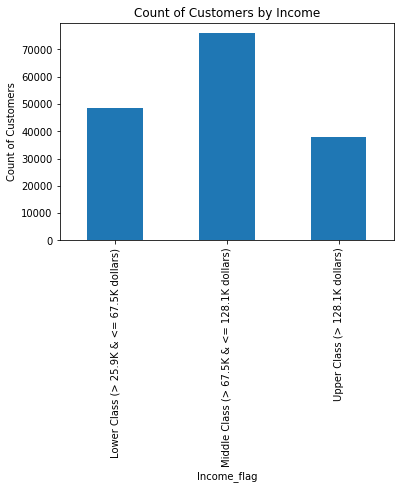 Count of Customers by Income
Count of Customers
70000
60000
50000
40000
30000
20000
10000
0
Lower Class (> 25.9K & <= 67.5K dollars)
Middle Class (> 67.5K & <= 128.1K dollars)
Upper Class (> 128.1K dollars)
Income_flag